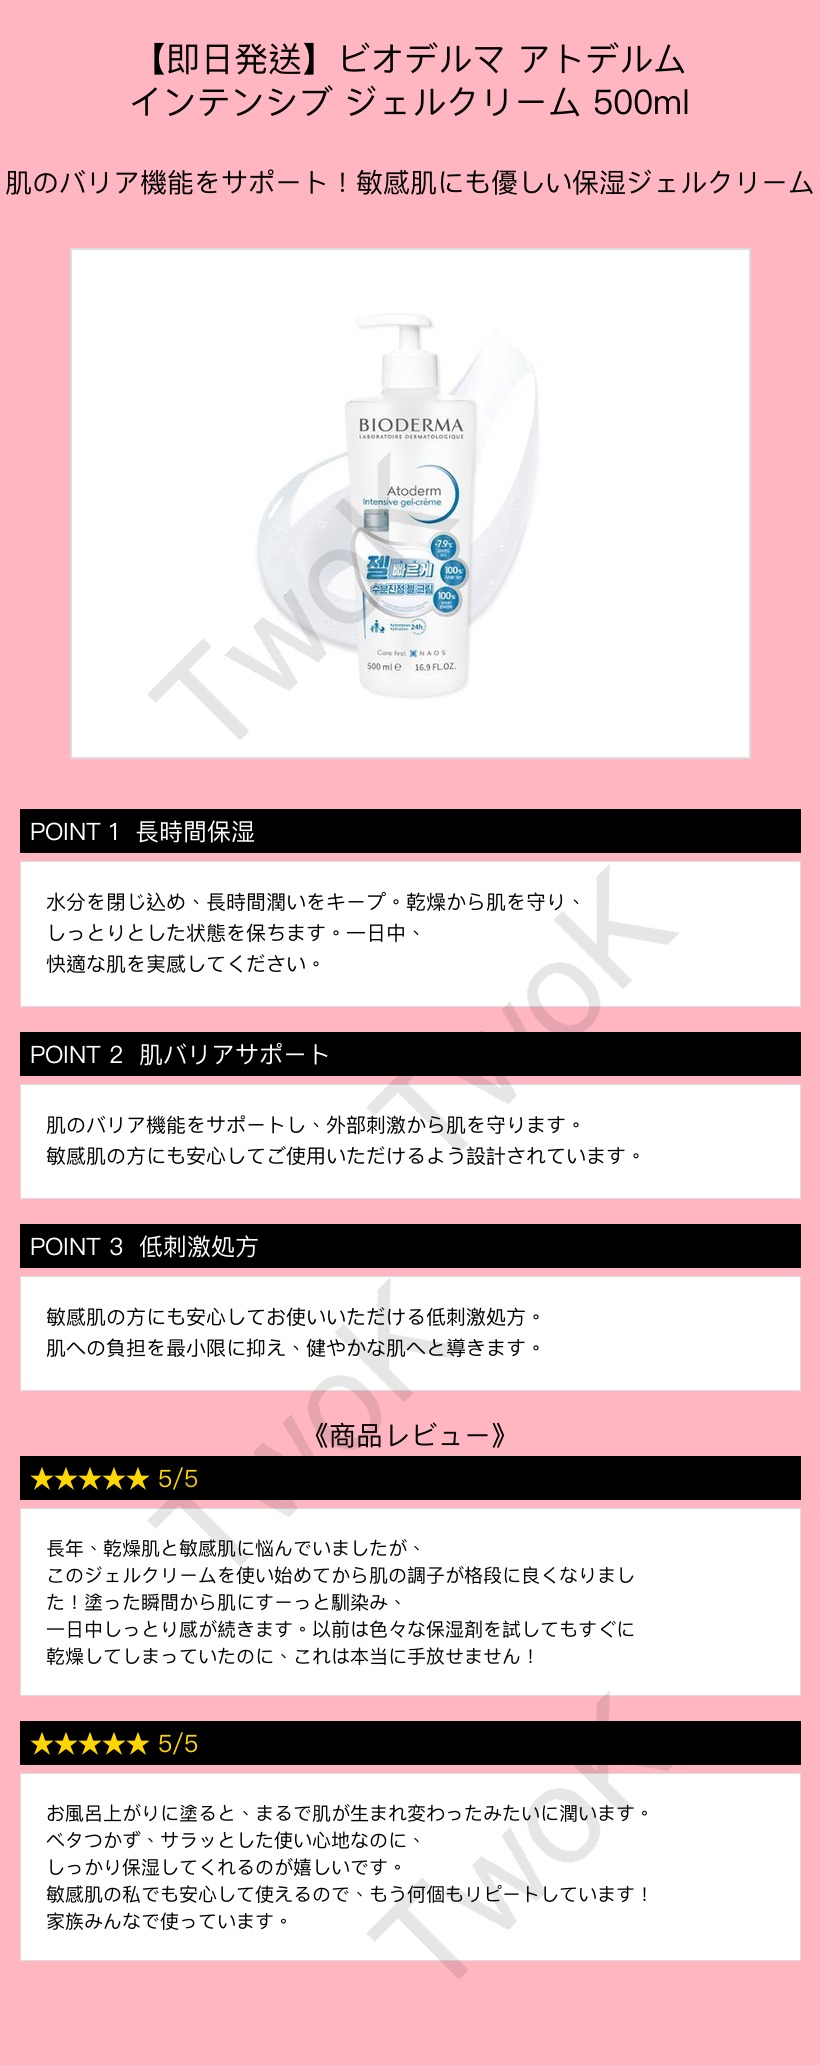 【即日発送】ビオデルマ アトデルム
インテンシブ ジェルクリーム 500ml
肌のバリア機能をサポート！敏感肌にも優しい保湿ジェルクリーム
BIODERMA
LABORATOIRE DERMATOLOGIQUE
Atoderm
Intensive gel-crème
-7.9℃
젤 빠르게
100%
수분진정 젤크림
100%
24h
Care first. NAOS
500 ml ℮ 16.9 FL.OZ.
TwoK
POINT 1 長時間保湿
水分を閉じ込め、長時間潤いをキープ。乾燥から肌を守り、
しっとりとした状態を保ちます。一日中、
快適な肌を実感してください。
TwoK
POINT 2 肌バリアサポート
肌のバリア機能をサポートし、外部刺激から肌を守ります。
敏感肌の方にも安心してご使用いただけるよう設計されています。
POINT 3 低刺激処方
敏感肌の方にも安心してお使いいただける低刺激処方。
肌への負担を最小限に抑え、健やかな肌へと導きます。
TwoK
《商品レビュー》
★★★★★ 5/5
長年、乾燥肌と敏感肌に悩んでいましたが、
このジェルクリームを使い始めてから肌の調子が格段に良くなりまし
た！塗った瞬間から肌にすーっと馴染み、
一日中しっとり感が続きます。以前は色々な保湿剤を試してもすぐに
乾燥してしまっていたのに、これは本当に手放せません！
★★★★★ 5/5
お風呂上がりに塗ると、まるで肌が生まれ変わったみたいに潤います。
ベタつかず、サラッとした使い心地なのに、
しっかり保湿してくれるのが嬉しいです。
敏感肌の私でも安心して使えるので、もう何個もリピートしています！
家族みんなで使っています。
TwoK